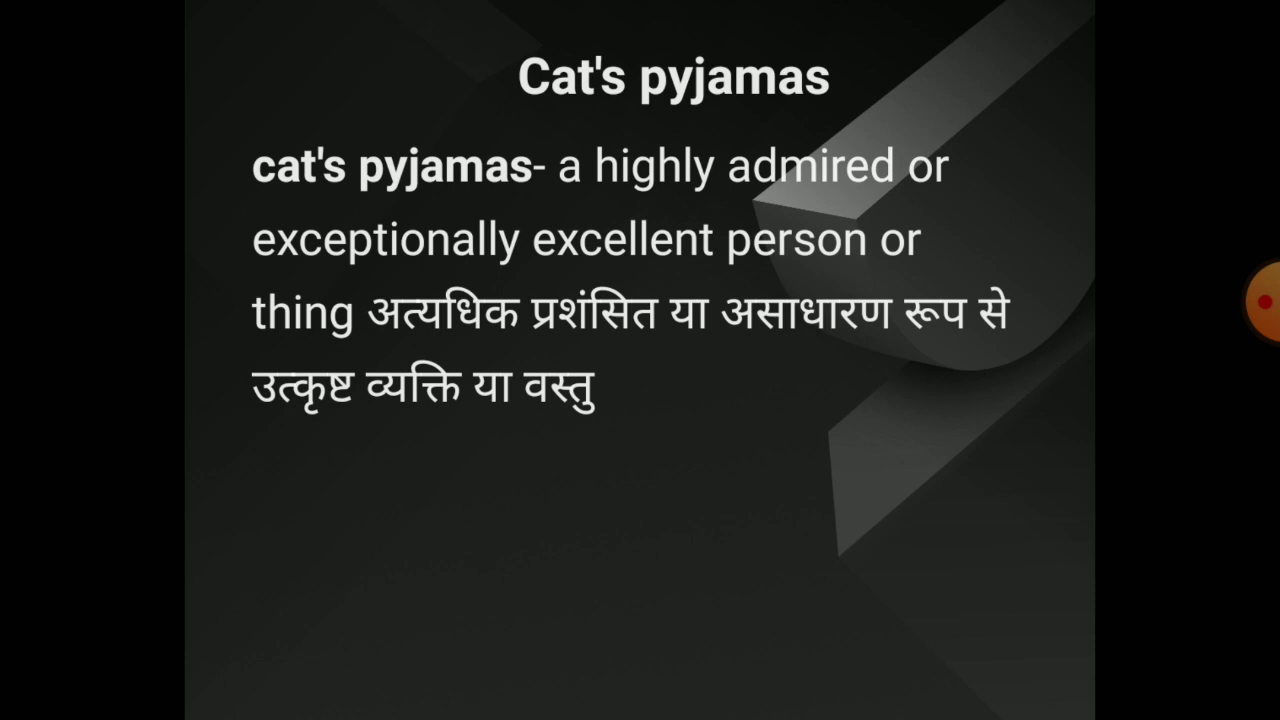 Cat's pyjamas
cat's pyjamas- a highly admired or
exceptionally excellent person or
thing अत्यधिक प्रशंसित या असाधारण रूप से
उत्कृष्ट व्यक्ति या वस्तु